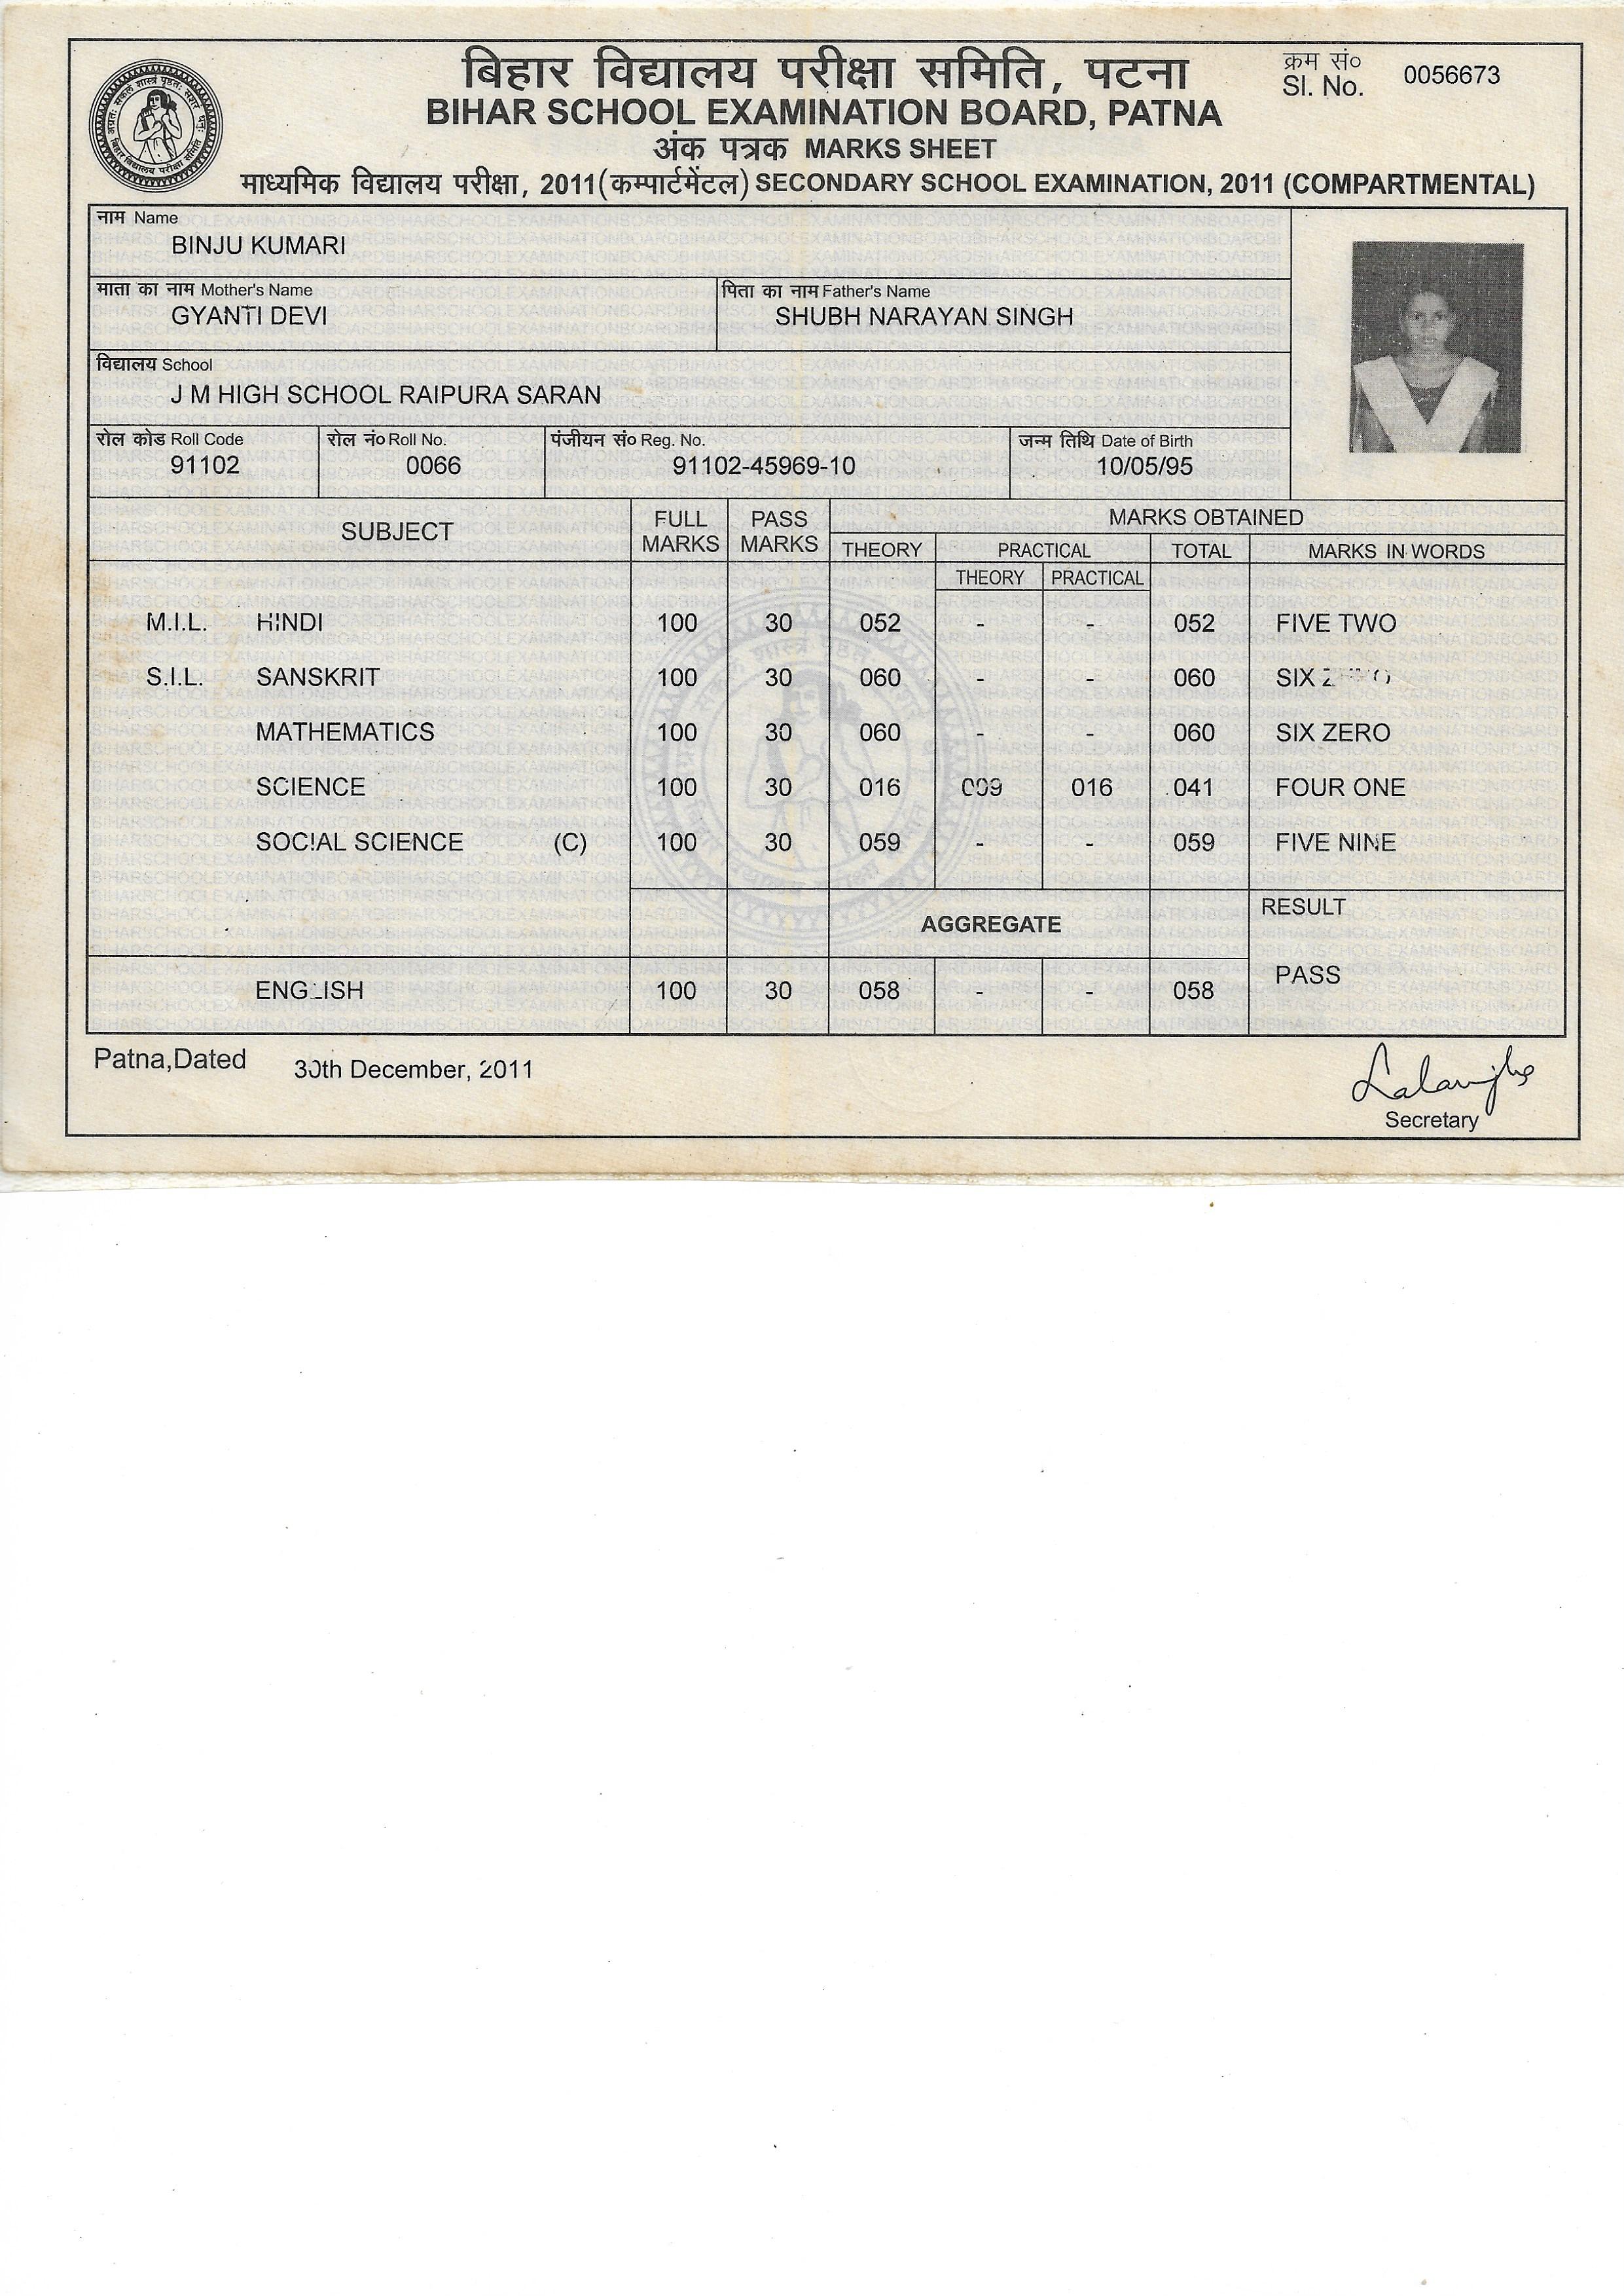 बिहार विद्यालय परीक्षा समिति, पटना
क्रम सं०
Sl. No. 0056673
BIHAR SCHOOL EXAMINATION BOARD, PATNA
अंक पत्रक MARKS SHEET
माध्यमिक विद्यालय परीक्षा, 2011(कम्पार्टमेंटल) SECONDARY SCHOOL EXAMINATION, 2011 (COMPARTMENTAL)
नाम Name
BINJU KUMARI
माता का नाम Mother's Name पिता का नाम Father's Name
GYANTI DEVI SHUBH NARAYAN SINGH
विद्यालय School
J M HIGH SCHOOL RAIPURA SARAN
रोल कोड Roll Code रोल नं० Roll No. पंजीयन सं० Reg. No. जन्म तिथि Date of Birth
91102 0066 91102-45969-10 10/05/95
SUBJECT FULL MARKS PASS MARKS MARKS OBTAINED
THEORY PRACTICAL TOTAL MARKS IN WORDS
THEORY PRACTICAL
M.I.L. HINDI 100 30 052 - - 052 FIVE TWO
S.I.L. SANSKRIT 100 30 060 - - 060 SIX
MATHEMATICS 100 30 060 - - 060 SIX ZERO
SCIENCE 100 30 016 009 016 041 FOUR ONE
SOCIAL SCIENCE (C) 100 30 059 - - 059 FIVE NINE
AGGREGATE RESULT
PASS
ENGLISH 100 30 058 - - 058
Patna,Dated 30th December, 2011
Secretary